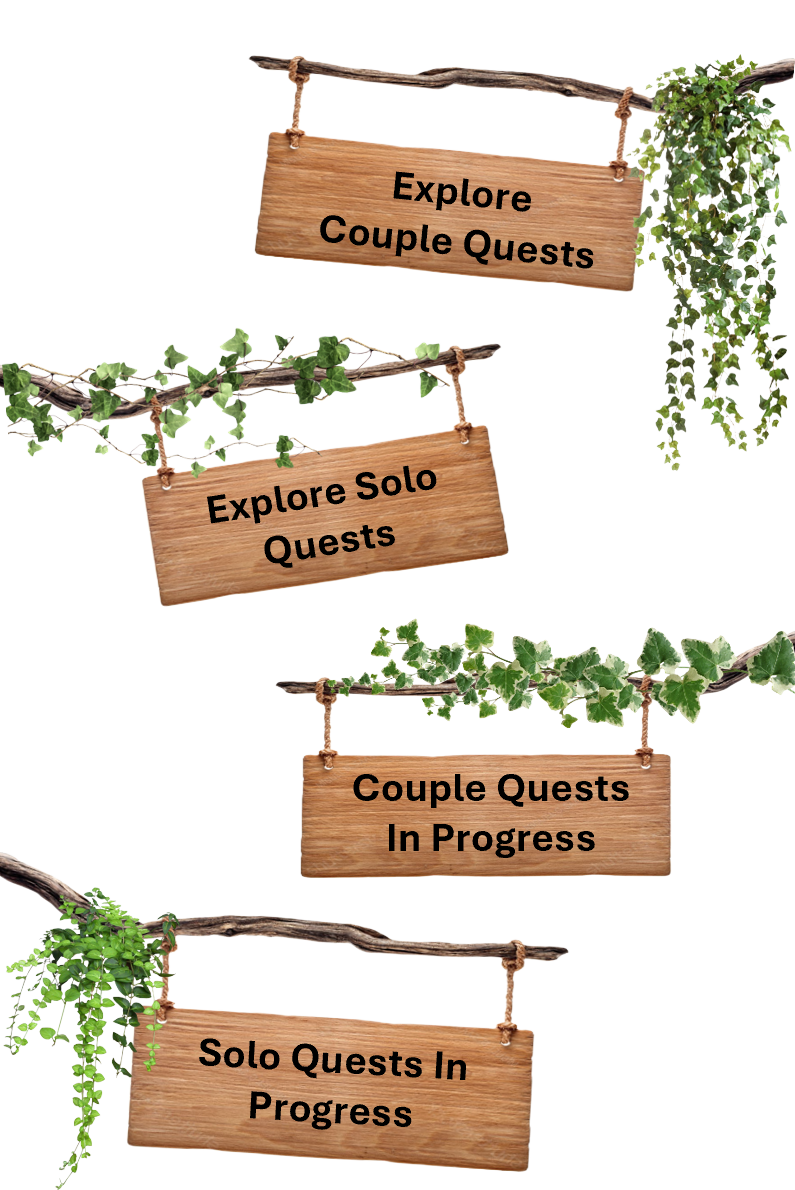 Explore
Couple Quests
Explore Solo
Quests
Couple Quests
In Progress
Solo Quests In
Progress